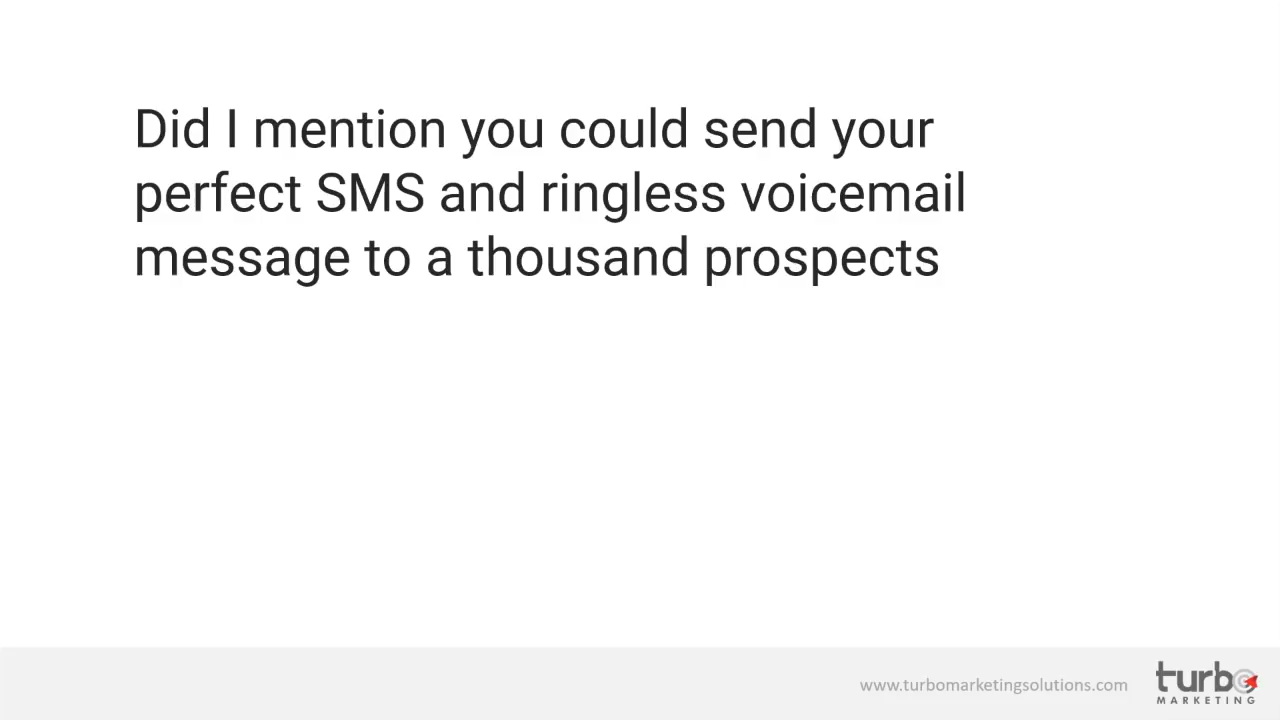 Did I mention you could send your
perfect SMS and ringless voicemail
message to a thousand prospects
www.turbomarketingsolutions.com
turbo
MARKETING